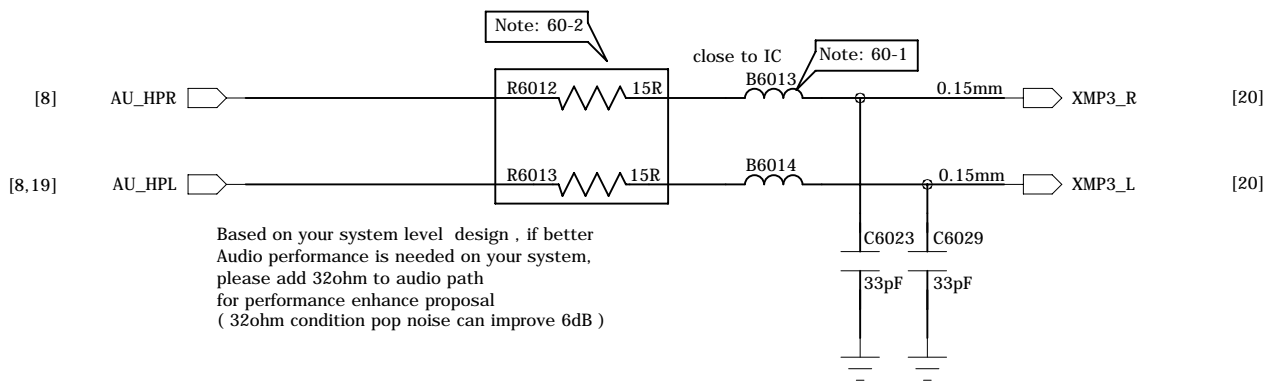 Note: 60-2
close to IC
Note: 60-1
[8] AU_HPR R6012 15R B6013 0.15mm XMP3_R [20]
[8,19] AU_HPL R6013 15R B6014 0.15mm XMP3_L [20]
Based on your system level design , if better
Audio performance is needed on your system,
please add 32ohm to audio path
for performance enhance proposal
( 32ohm condition pop noise can improve 6dB )
C6023 C6029
33pF 33pF